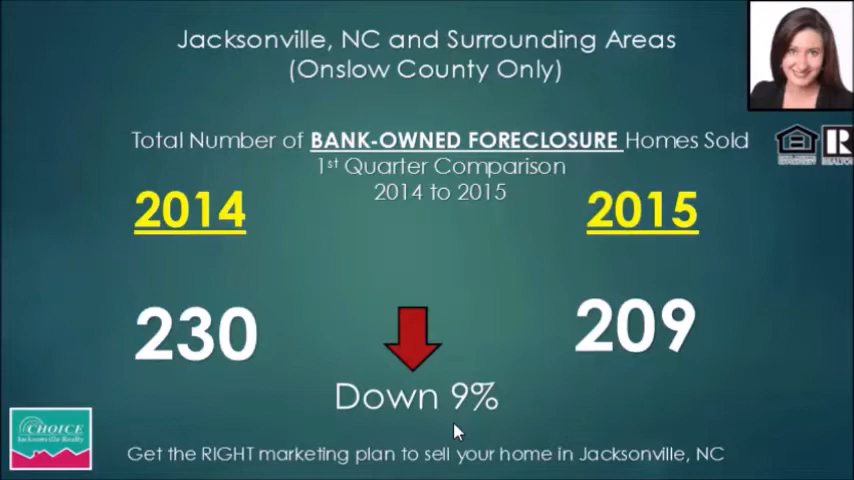 Jacksonville, NC and Surrounding Areas
(Onslow County Only)
Total Number of BANK-OWNED FORECLOSURE Homes Sold
1st Quarter Comparison
2014 to 2015
2014
2015
230
209
Down 9%
CHOICE
Jacksonville Realty
Get the RIGHT marketing plan to sell your home in Jacksonville, NC